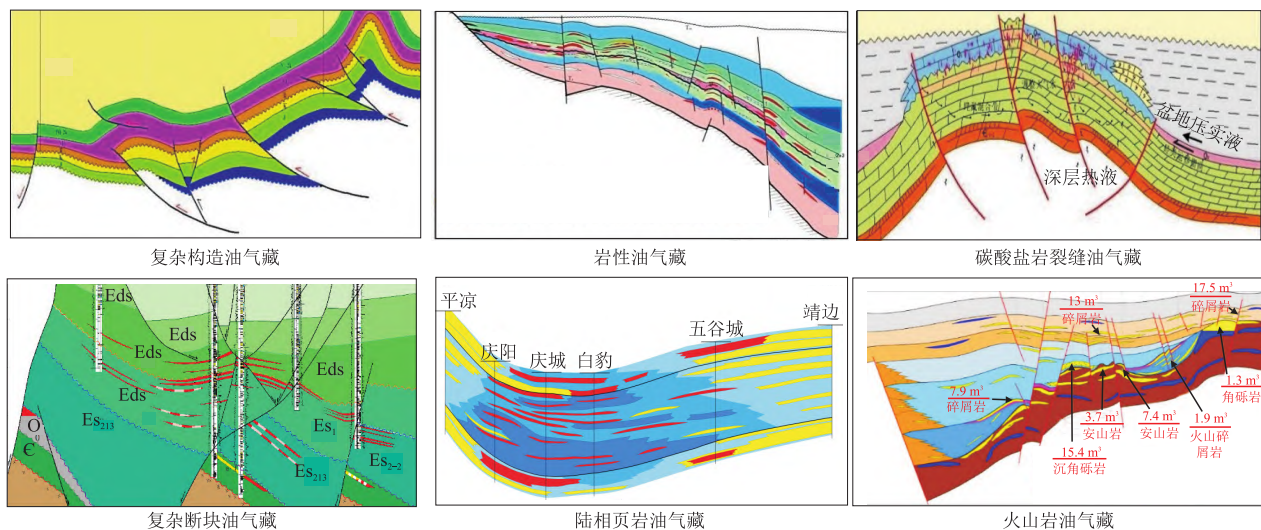 盆地压实液
深层热液
复杂构造油气藏
岩性油气藏
碳酸盐岩裂缝油气藏
Eds
Eds
Eds
Eds
Eds
Es₂₁₃
Es₁
O
Є
Es₂₁₃
Es₂₋₂
平凉
庆阳
庆城
白豹
五谷城
靖边
17.5 m³
碎屑岩
13 m³
碎屑岩
7.9 m³
碎屑岩
1.3 m³
角砾岩
3.7 m³
安山岩
7.4 m³
安山岩
1.9 m³
火山碎
屑岩
15.4 m³
沉角砾岩
复杂断块油气藏
陆相页岩油气藏
火山岩油气藏